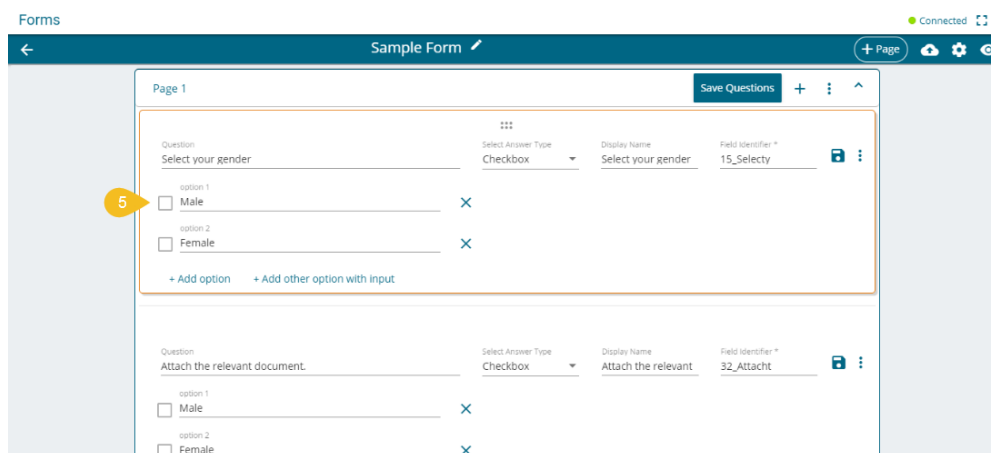 Forms
Connected
Sample Form
+ Page
Page 1
Save Questions
Question
Select Answer Type
Display Name
Field Identifier *
Select your gender
Checkbox
Select your gender
15_Selecty
5
option 1
Male
option 2
Female
+ Add option
+ Add other option with input
Question
Select Answer Type
Display Name
Field Identifier *
Attach the relevant document.
Checkbox
Attach the relevant
32_Attacht
option 1
Male
option 2
Female